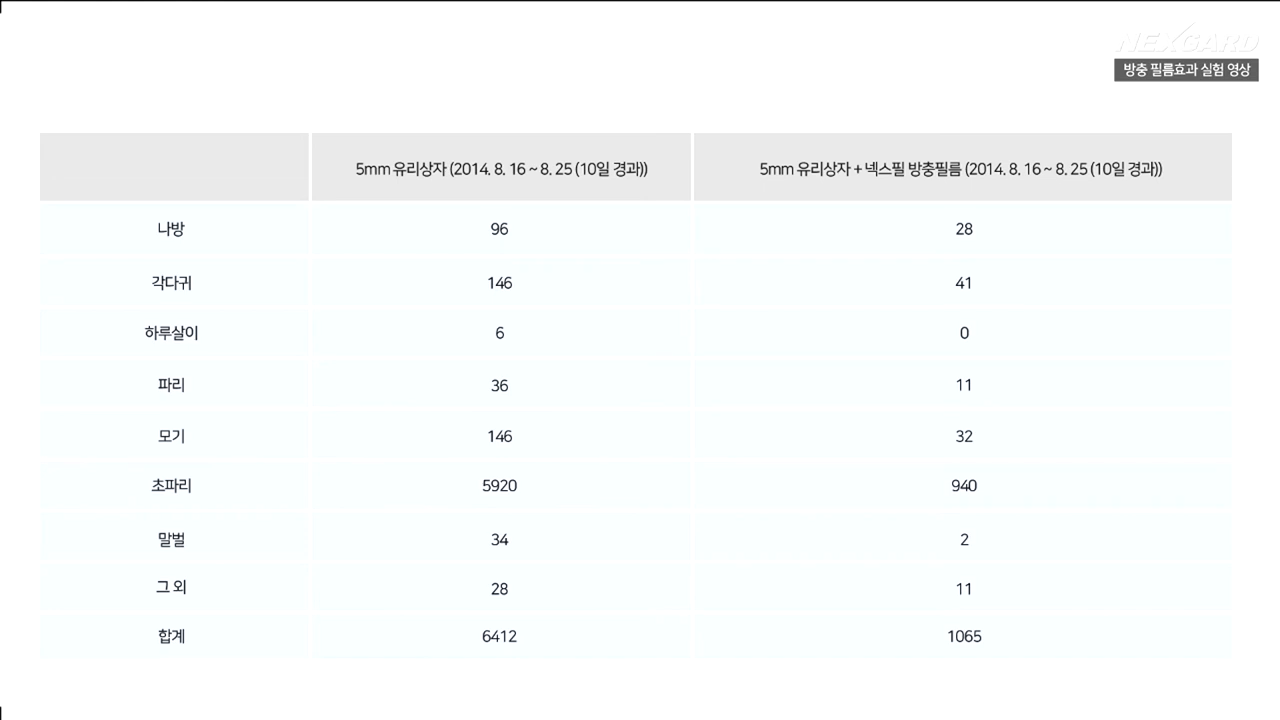 NEXGARD
방충 필름효과 실험 영상
5mm 유리상자 (2014. 8. 16 ~ 8. 25 (10일 경과)) 5mm 유리상자 + 넥스필 방충필름 (2014. 8. 16 ~ 8. 25 (10일 경과))
나방 96 28
각다귀 146 41
하루살이 6 0
파리 36 11
모기 146 32
초파리 5920 940
말벌 34 2
그 외 28 11
합계 6412 1065